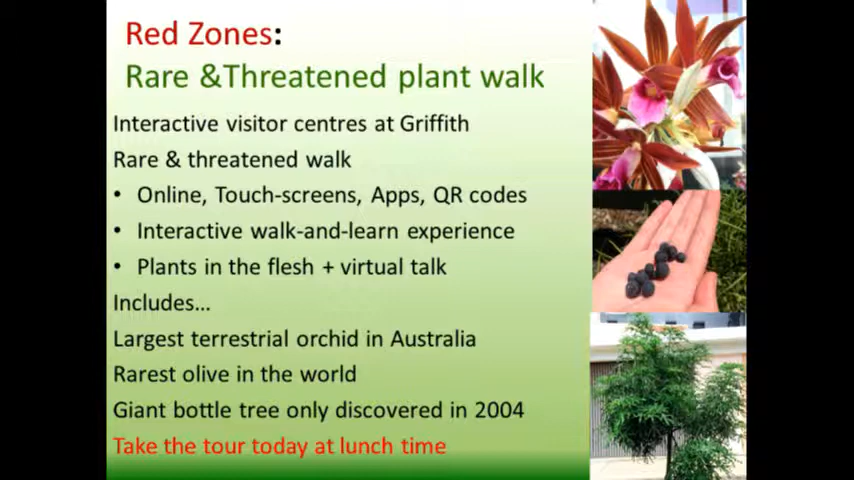 Red Zones:
Rare &Threatened plant walk
Interactive visitor centres at Griffith
Rare & threatened walk
• Online, Touch-screens, Apps, QR codes
• Interactive walk-and-learn experience
• Plants in the flesh + virtual talk
Includes…
Largest terrestrial orchid in Australia
Rarest olive in the world
Giant bottle tree only discovered in 2004
Take the tour today at lunch time